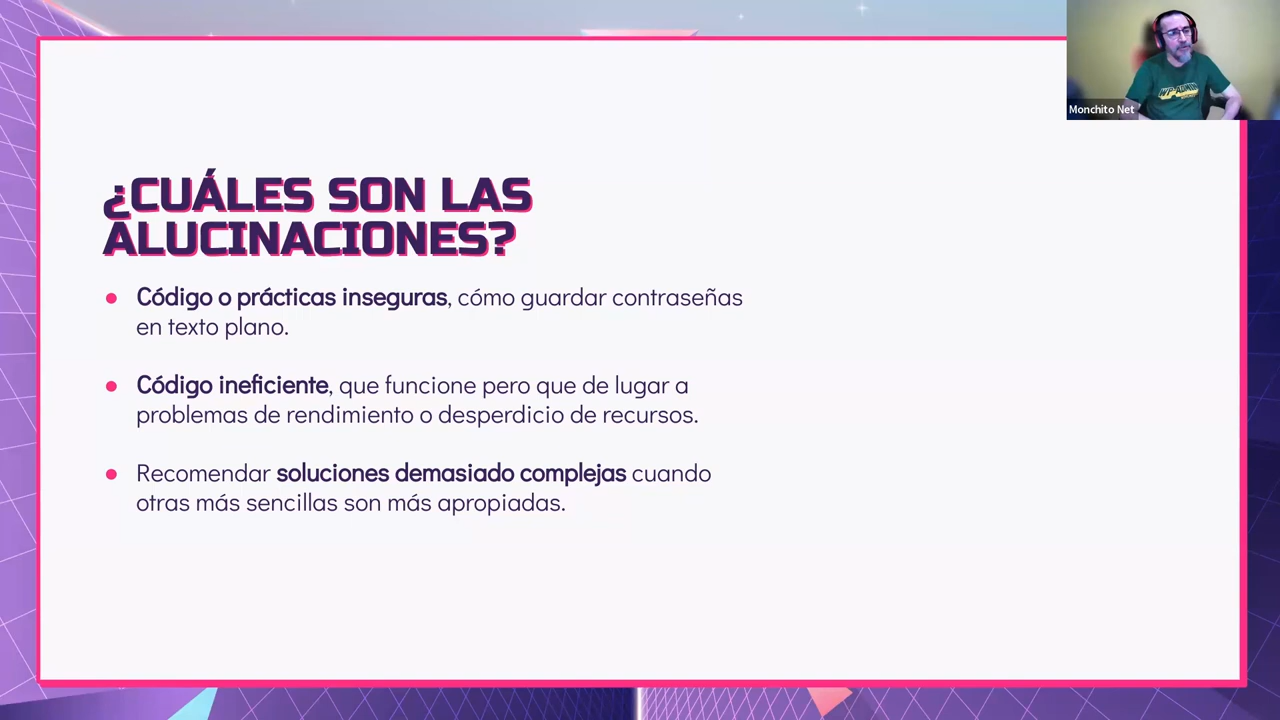 ¿CUÁLES SON LAS
ALUCINACIONES?
● Código o prácticas inseguras, cómo guardar contraseñas
en texto plano.
● Código ineficiente, que funcione pero que de lugar a
problemas de rendimiento o desperdicio de recursos.
● Recomendar soluciones demasiado complejas cuando
otras más sencillas son más apropiadas.
WP-ADMIN
Monchito Net